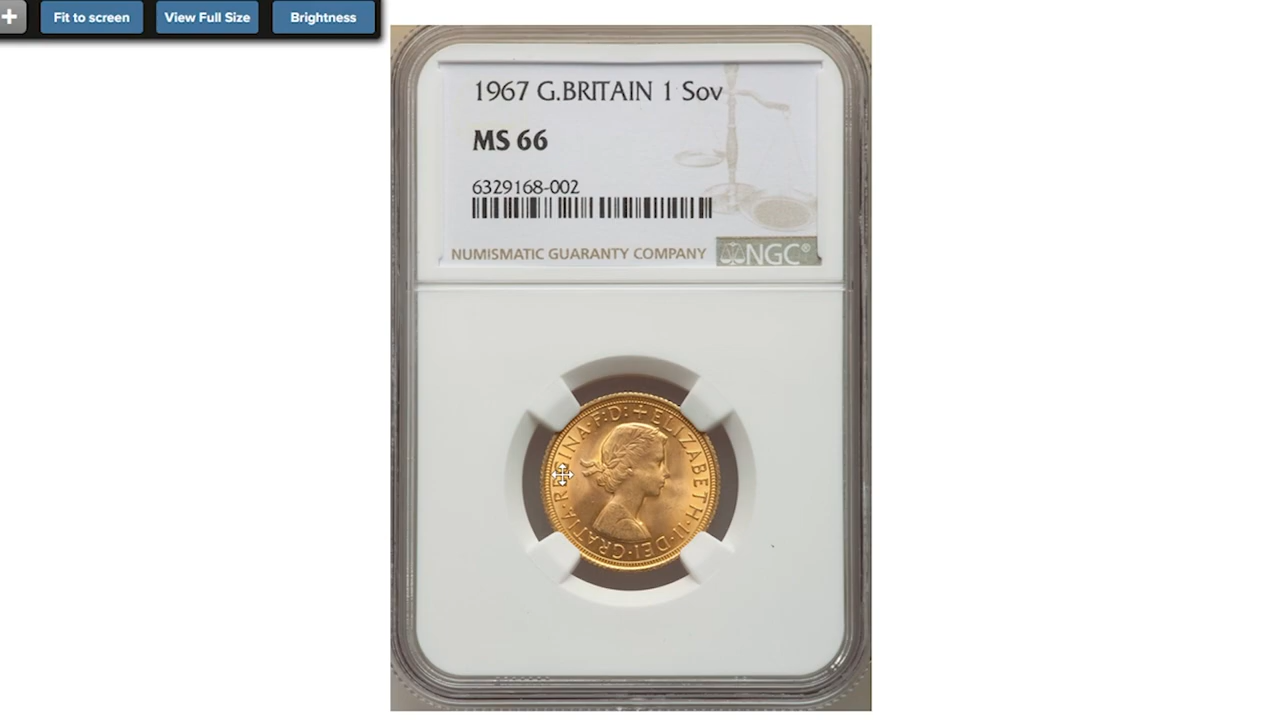 Fit to screen
View Full Size
Brightness
1967 G.BRITAIN 1 Sov
MS 66
6329168-002
NUMISMATIC GUARANTY COMPANY
NGC®
ELIZABETH·II·DEI·GRATIA·REGINA·F:D: